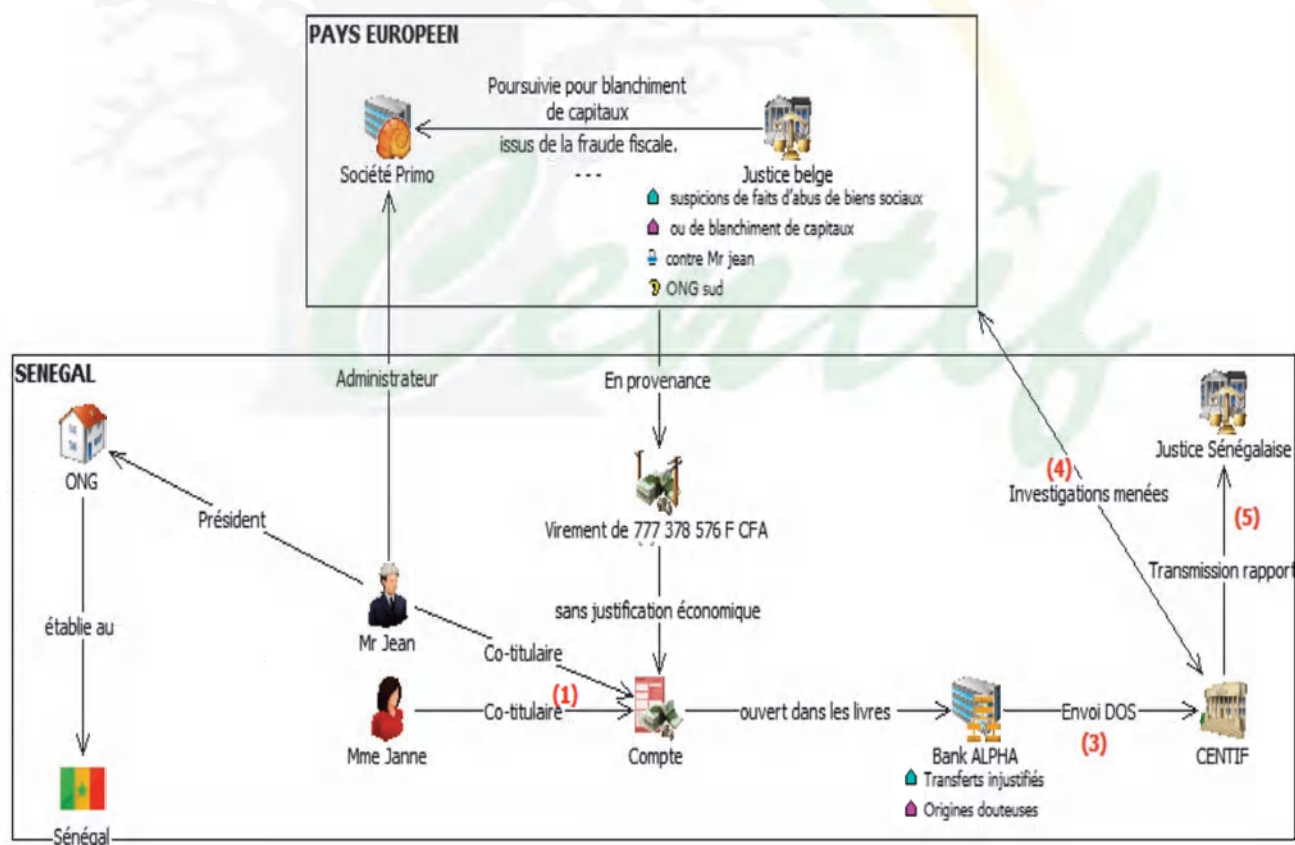 PAYS EUROPEEN
Poursuivie pour blanchiment
de capitaux
issus de la fraude fiscale.
- - -
Société Primo
Justice belge
suspicions de faits d'abus de biens sociaux
ou de blanchiment de capitaux
contre Mr jean
ONG sud
Centif
SENEGAL
Administrateur
En provenance
ONG
Justice Sénégalaise
(4)
Investigations menées
(5)
Président
Virement de 777 378 576 F CFA
Transmission rapport
établie au
sans justification économique
Mr Jean
Co-titulaire
(1)
Co-titulaire
ouvert dans les livres
Envoi DOS
(3)
Mme Janne
Compte
Bank ALPHA
CENTIF
Transferts injustifiés
Origines douteuses
Sénégal